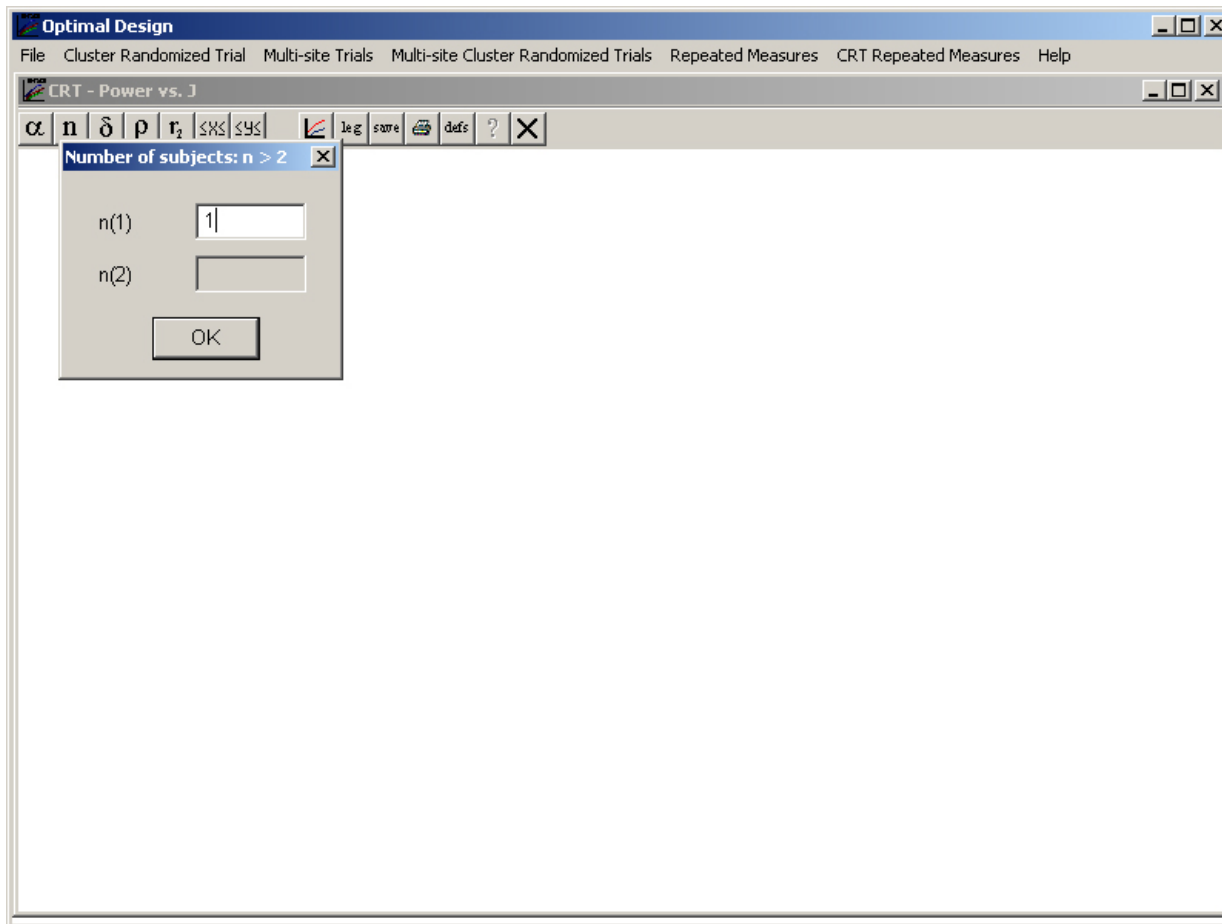 Optimal Design
File Cluster Randomized Trial Multi-site Trials Multi-site Cluster Randomized Trials Repeated Measures CRT Repeated Measures Help
CRT - Power vs. J
α n δ ρ r₂ ≤X≤ ≤Y≤ leg save defs ?
Number of subjects: n > 2
n(1) 1
n(2)
OK